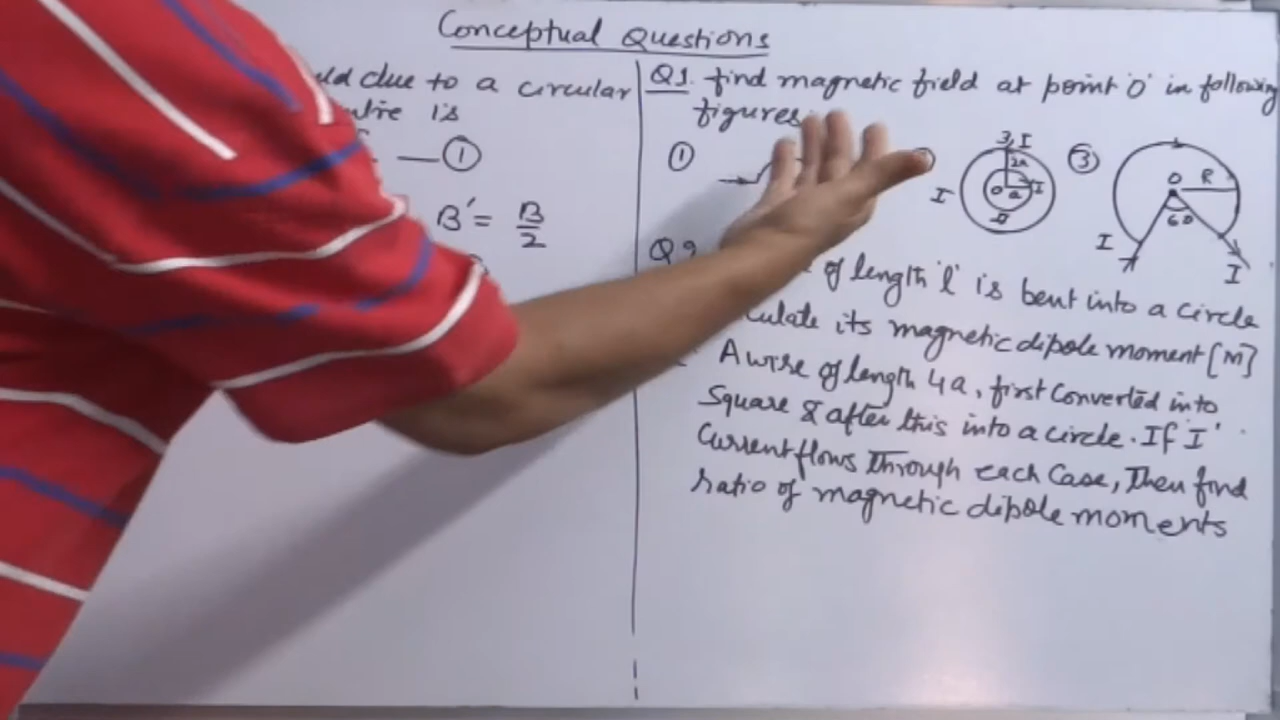 Conceptual Questions
due to a circular
is
— ①
B' = B/2
Q1. find magnetic field at point 'O' in following
figures
①
3, I
2a
I
O
a
I
③
O
R
60
I
I
Q2
of length 'l' is bent into a circle
its magnetic dipole moment [M]
A wire of length 4a, first Converted into
Square & after this into a circle. If 'I'
Current flows Through each Case, Then find
ratio of magnetic dipole moments